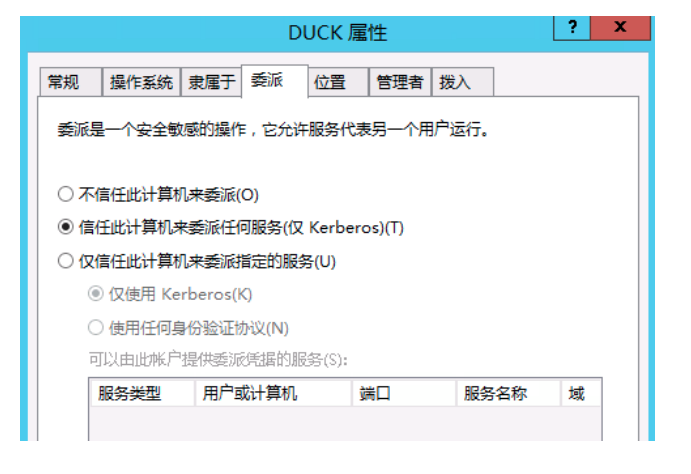 DUCK 属性
? x
常规 操作系统 隶属于 委派 位置 管理者 拨入
委派是一个安全敏感的操作，它允许服务代表另一个用户运行。
不信任此计算机来委派(O)
信任此计算机来委派任何服务(仅 Kerberos)(T)
仅信任此计算机来委派指定的服务(U)
仅使用 Kerberos(K)
使用任何身份验证协议(N)
可以由此帐户提供委派凭据的服务(S):
服务类型 用户或计算机 端口 服务名称 域